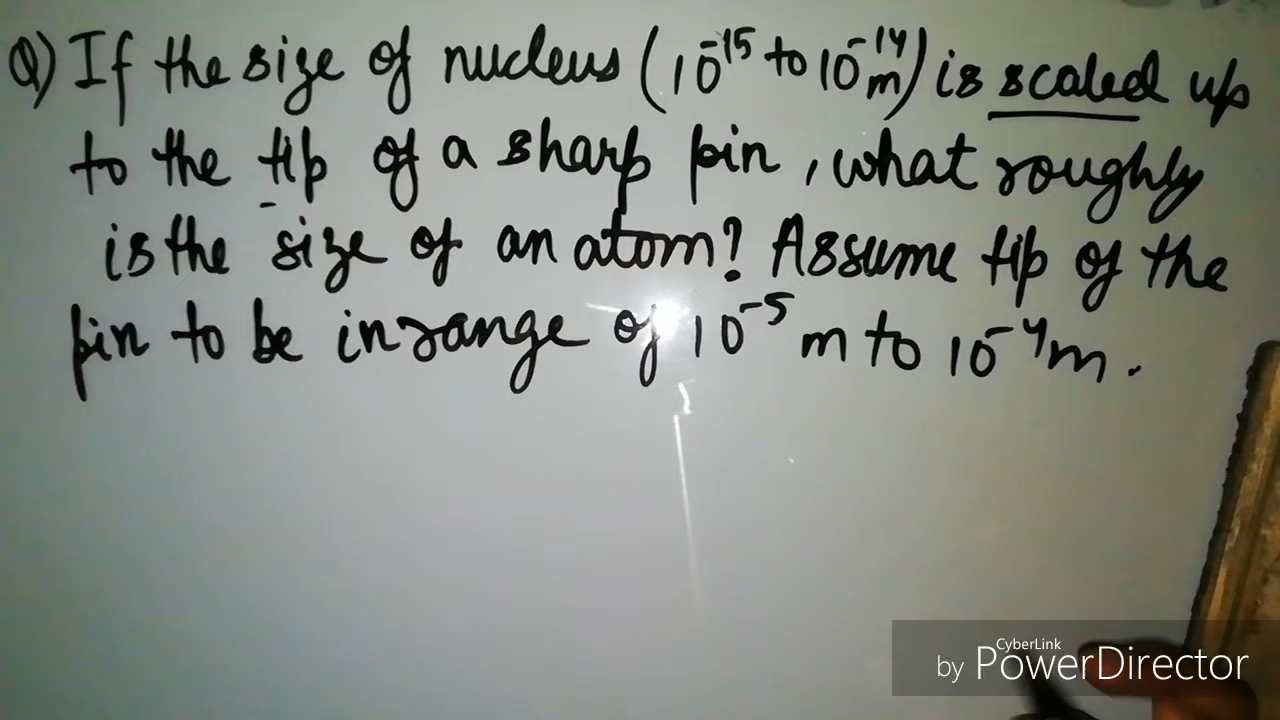 Q) If the size of nucleus (10⁻¹⁵ to 10⁻¹⁴ m) is scaled up
to the tip of a sharp pin, what roughly
is the size of an atom? Assume tip of the
pin to be in range of 10⁻⁵ m to 10⁻⁴ m.
CyberLink
by PowerDirector